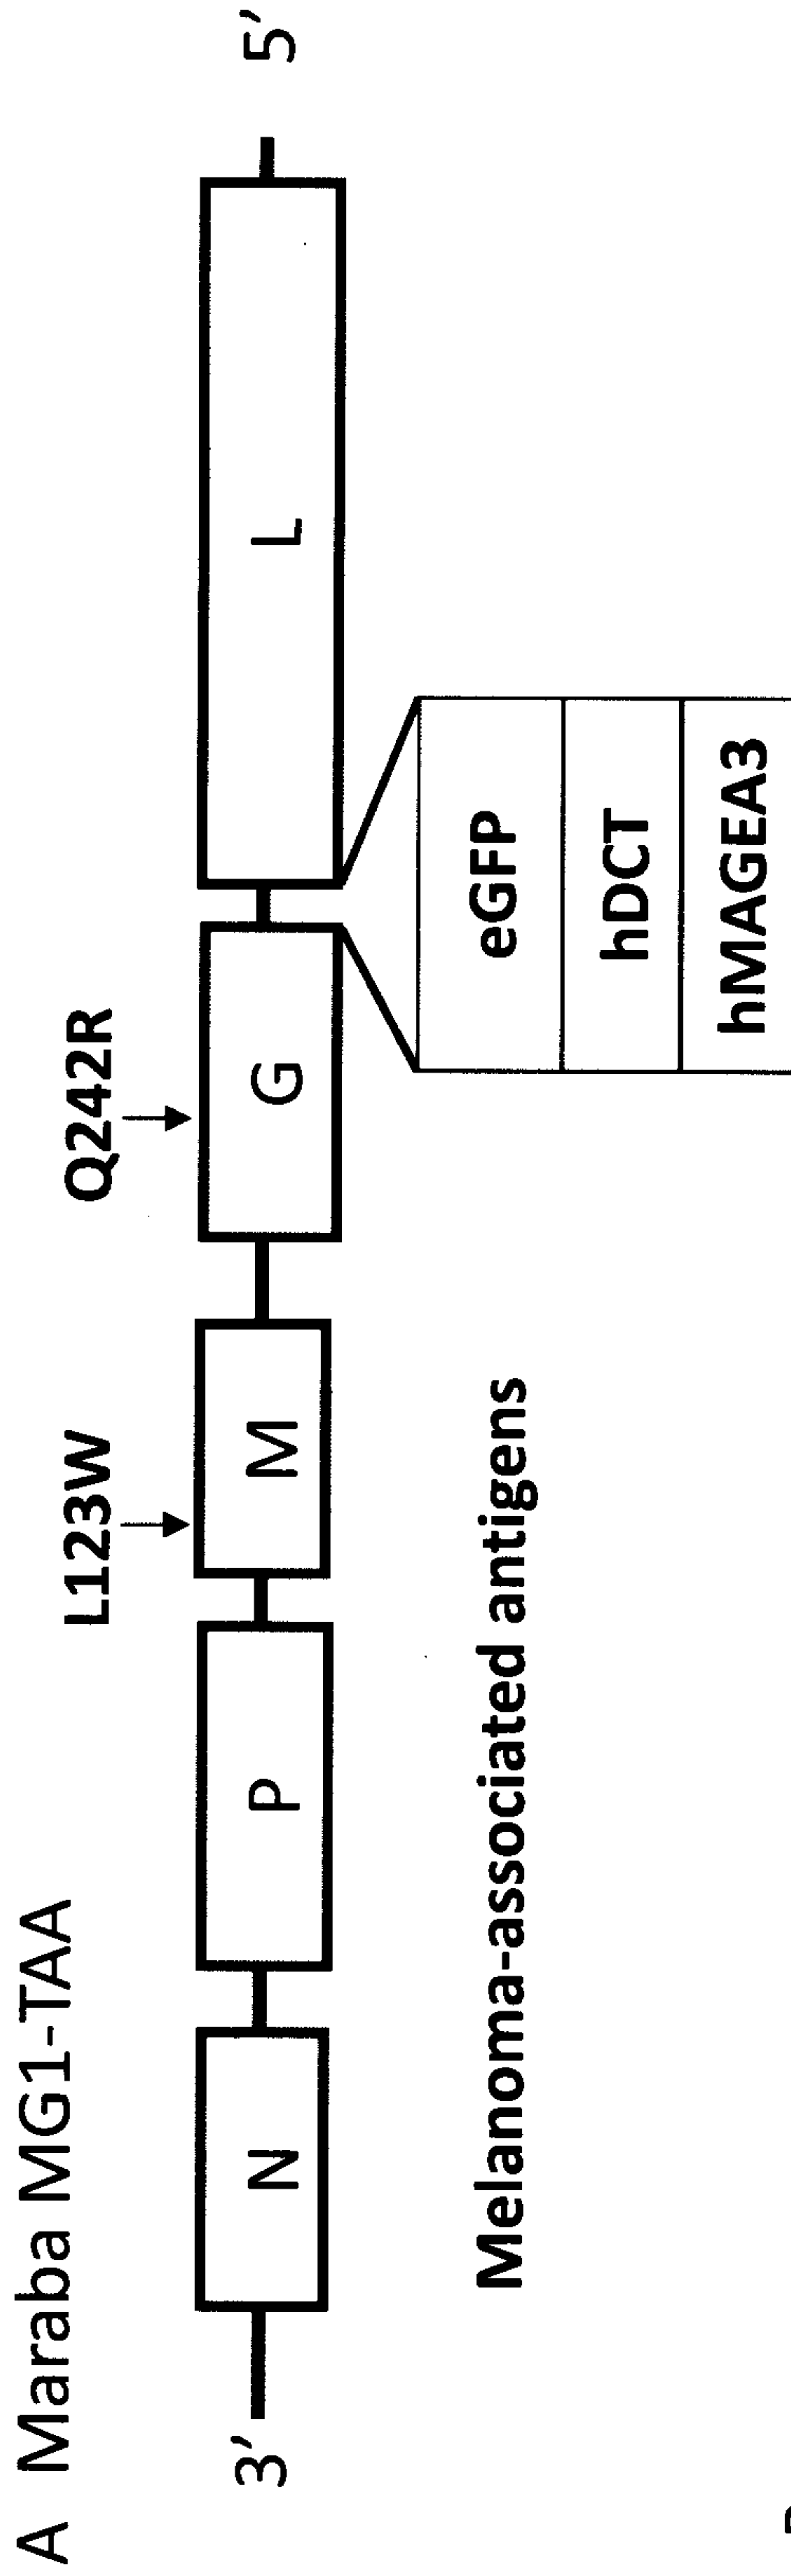 A Maraba MG1-TAA
L123W
Q242R
3’
N
P
M
G
L
5’
Melanoma-associated antigens
eGFP
hDCT
hMAGEA3